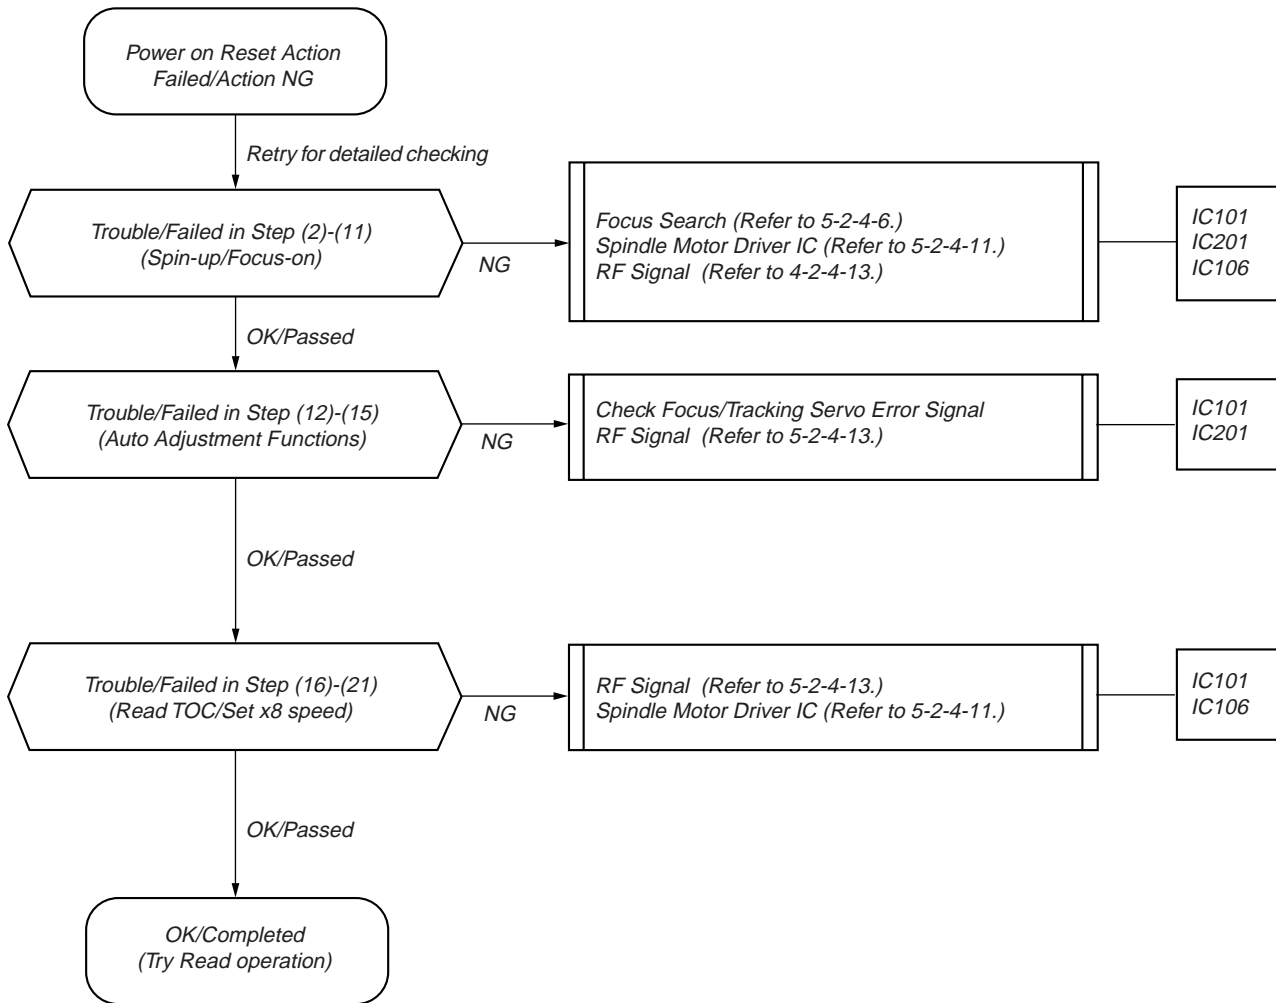 Power on Reset Action
Failed/Action NG
Retry for detailed checking
Trouble/Failed in Step (2)-(11)
(Spin-up/Focus-on)
NG
Focus Search (Refer to 5-2-4-6.)
Spindle Motor Driver IC (Refer to 5-2-4-11.)
RF Signal (Refer to 4-2-4-13.)
IC101
IC201
IC106
OK/Passed
Trouble/Failed in Step (12)-(15)
(Auto Adjustment Functions)
NG
Check Focus/Tracking Servo Error Signal
RF Signal (Refer to 5-2-4-13.)
IC101
IC201
OK/Passed
Trouble/Failed in Step (16)-(21)
(Read TOC/Set x8 speed)
NG
RF Signal (Refer to 5-2-4-13.)
Spindle Motor Driver IC (Refer to 5-2-4-11.)
IC101
IC106
OK/Passed
OK/Completed
(Try Read operation)